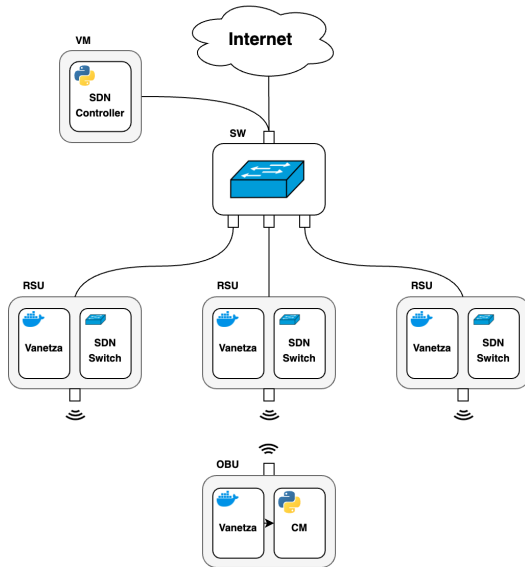 Internet
VM
SDN
Controller
SW
RSU
Vanetza
SDN
Switch
RSU
Vanetza
SDN
Switch
RSU
Vanetza
SDN
Switch
OBU
Vanetza
CM